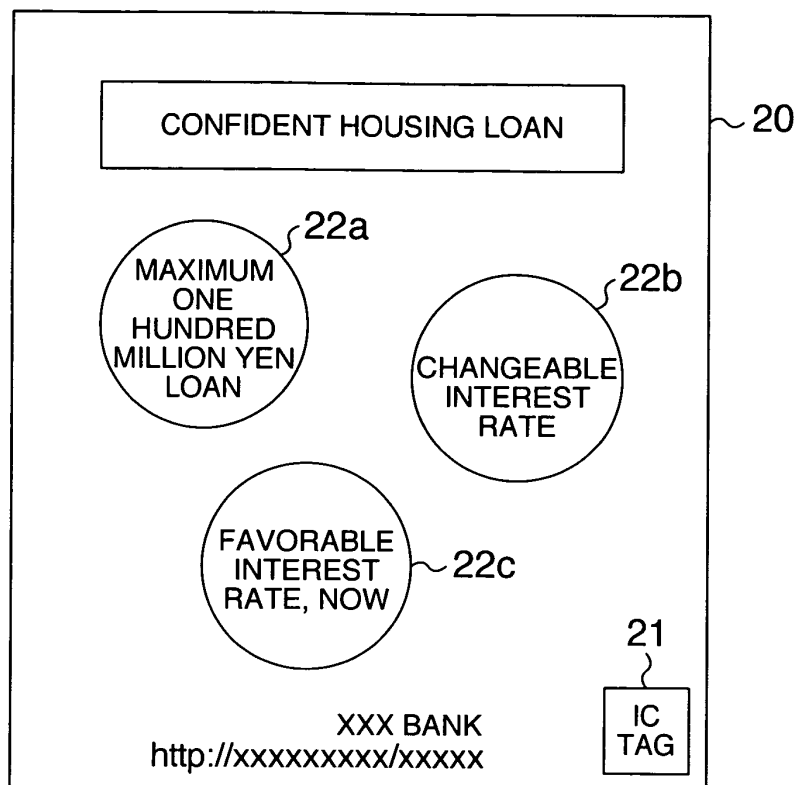 CONFIDENT HOUSING LOAN
20
22a
MAXIMUM
ONE
HUNDRED
MILLION YEN
LOAN
22b
CHANGEABLE
INTEREST
RATE
FAVORABLE
INTEREST
RATE, NOW
22c
21
IC
TAG
XXX BANK
http://xxxxxxxxx/xxxxx